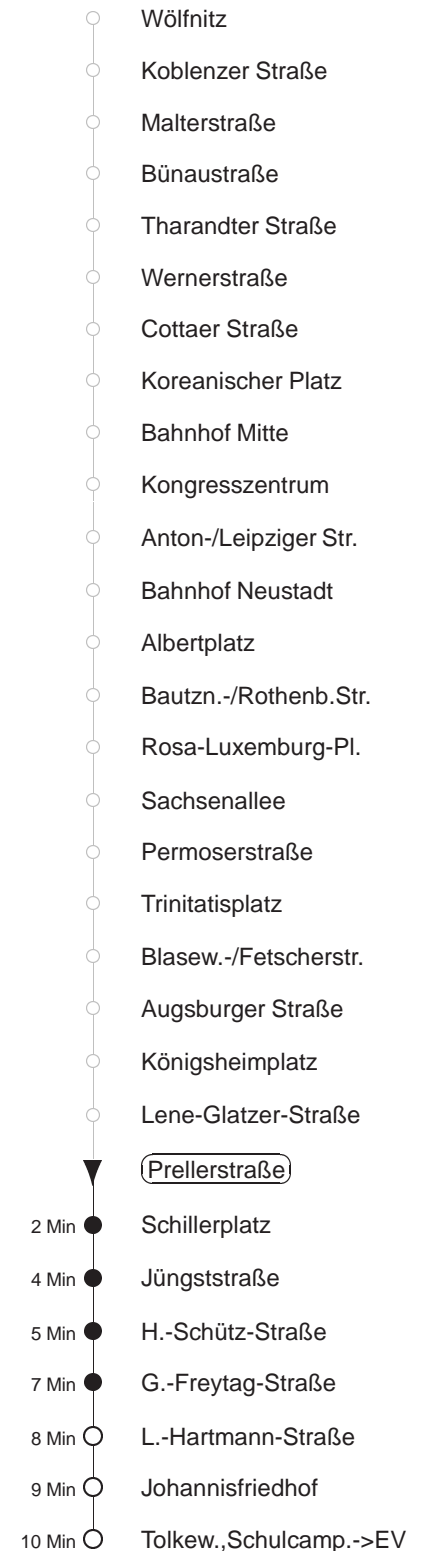 Wölfnitz
Koblenzer Straße
Malterstraße
Bünaustraße
Tharandter Straße
Wernerstraße
Cottaer Straße
Koreanischer Platz
Bahnhof Mitte
Kongresszentrum
Anton-/Leipziger Str.
Bahnhof Neustadt
Albertplatz
Bautzn.-/Rothenb.Str.
Rosa-Luxemburg-Pl.
Sachsenallee
Permoserstraße
Trinitatisplatz
Blasew.-/Fetscherstr.
Augsburger Straße
Königsheimplatz
Lene-Glatzer-Straße
Prellerstraße
2 Min Schillerplatz
4 Min Jüngststraße
5 Min H.-Schütz-Straße
7 Min G.-Freytag-Straße
8 Min L.-Hartmann-Straße
9 Min Johannisfriedhof
10 Min Tolkew.,Schulcamp.->EV